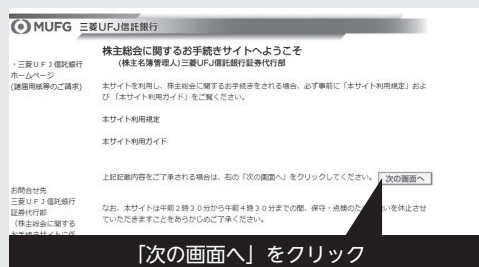 MUFG 三菱UFJ信託銀行
株主総会に関するお手続きサイトへようこそ
(株主名簿管理人)三菱UFJ信託銀行証券代行部
・三菱UFJ信託銀行
ホームページ
(諸届用紙等のご請求)
本サイトを利用し、株主総会に関するお手続きをされる場合、必ず事前に「本サイト利用規定」およ
び「本サイト利用ガイド」をご覧ください。
本サイト利用規定
本サイト利用ガイド
上記記載内容をご了承される場合は、右の「次の画面へ」をクリックしてください。 次の画面へ
お問合せ先
三菱UFJ信託銀行
証券代行部
(株主総会に関する
なお、本サイトは午前2時30分から午前4時30分までの間、保守・点検のた いを休止させ
ていただきますことをあらかじめご了承ください。
「次の画面へ」をクリック